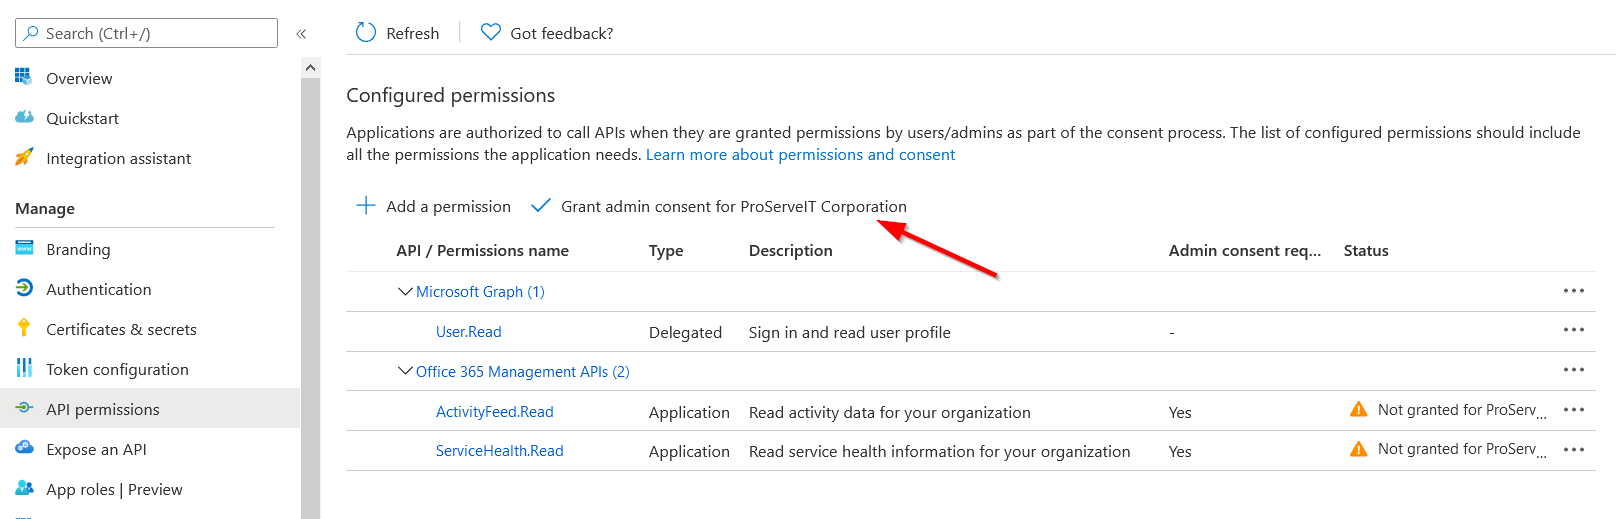 Search (Ctrl+/)
«
Overview
Quickstart
Integration assistant
Manage
Branding
Authentication
Certificates & secrets
Token configuration
API permissions
Expose an API
App roles | Preview
Refresh | Got feedback?
Configured permissions
Applications are authorized to call APIs when they are granted permissions by users/admins as part of the consent process. The list of configured permissions should include
all the permissions the application needs. Learn more about permissions and consent
Add a permission Grant admin consent for ProServeIT Corporation
API / Permissions name Type Description Admin consent req... Status
Microsoft Graph (1) ...
User.Read Delegated Sign in and read user profile - ...
Office 365 Management APIs (2) ...
ActivityFeed.Read Application Read activity data for your organization Yes Not granted for ProServ... ...
ServiceHealth.Read Application Read service health information for your organization Yes Not granted for ProServ... ...